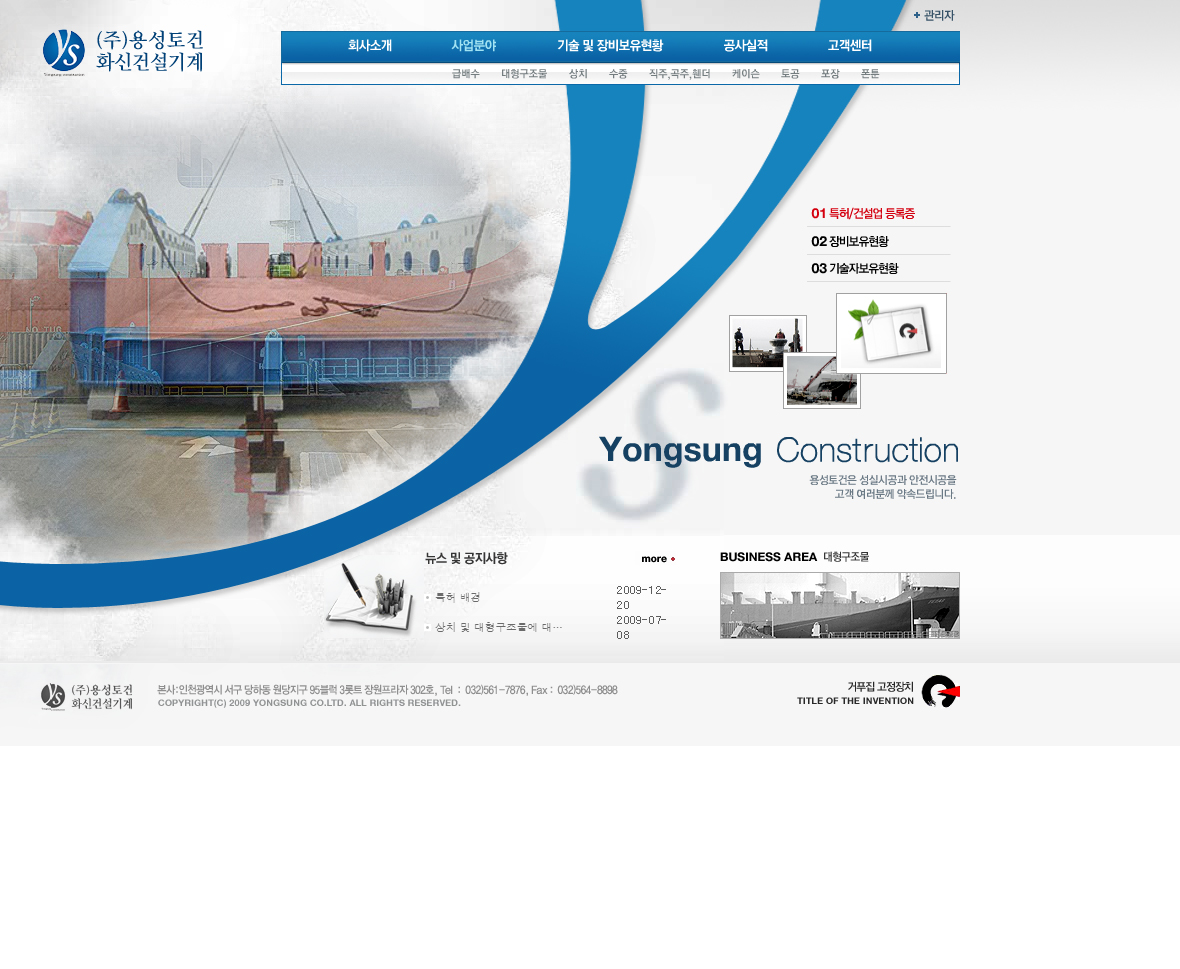 관리자
(주)용성토건
화신건설기계
회사소개 사업분야 기술 및 장비보유현황 공사실적 고객센터
급배수 대형구조물 상치 수중 직주,곡주,휀더 케이슨 토공 포장 폰툰
01 특허/건설업 등록증
02 장비보유현황
03 기술자보유현황
Yongsung Construction
용성토건은 성실시공과 안전시공을
고객 여러분께 약속드립니다.
뉴스 및 공지사항 more
특허 배경 2009-12-20
상치 및 대형구조물에 대… 2009-07-08
BUSINESS AREA 대형구조물
(주)용성토건
화신건설기계
본사:인천광역시 서구 당하동 원당지구 95블럭 3롯트 장원프라자 302호, Tel : 032)561-7876, Fax : 032)564-8898
COPYRIGHT(C) 2009 YONGSUNG CO.LTD. ALL RIGHTS RESERVED.
거푸집 고정장치
TITLE OF THE INVENTION